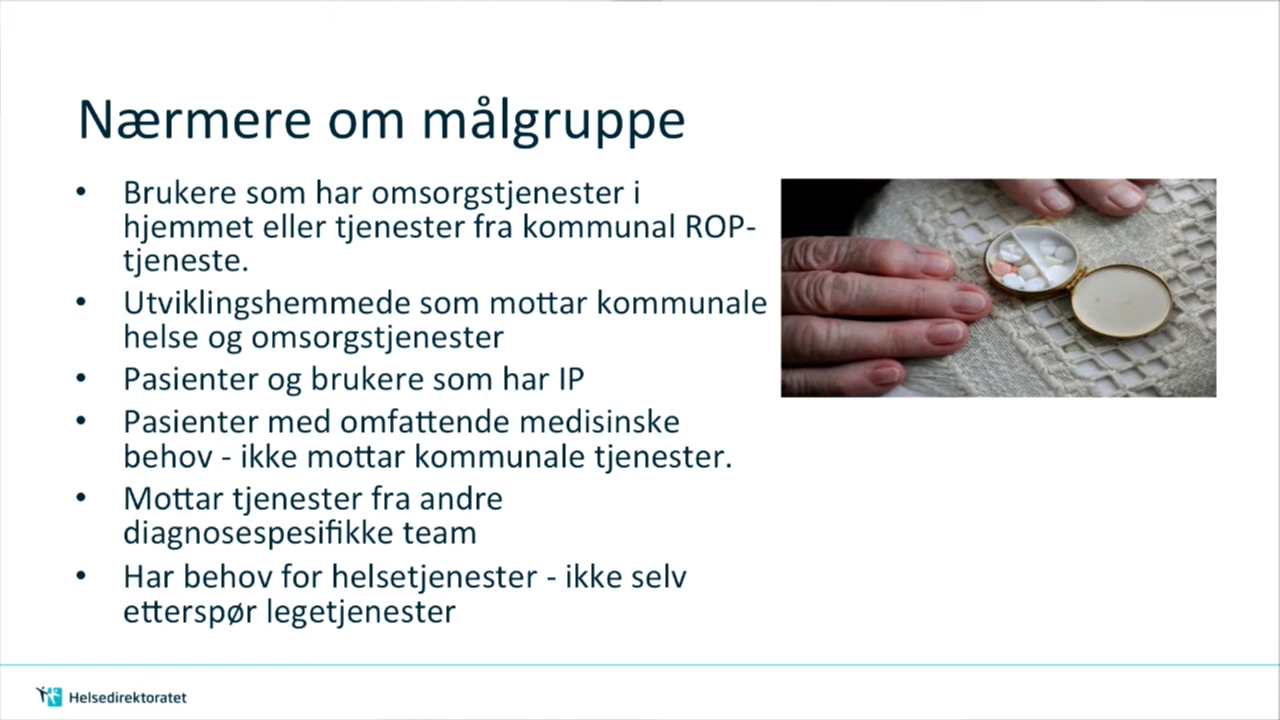 Nærmere om målgruppe
• Brukere som har omsorgstjenester i
hjemmet eller tjenester fra kommunal ROP-
tjeneste.
• Utviklingshemmede som mottar kommunale
helse og omsorgstjenester
• Pasienter og brukere som har IP
• Pasienter med omfattende medisinske
behov - ikke mottar kommunale tjenester.
• Mottar tjenester fra andre
diagnosespesifikke team
• Har behov for helsetjenester - ikke selv
etterspør legetjenester
Helsedirektoratet